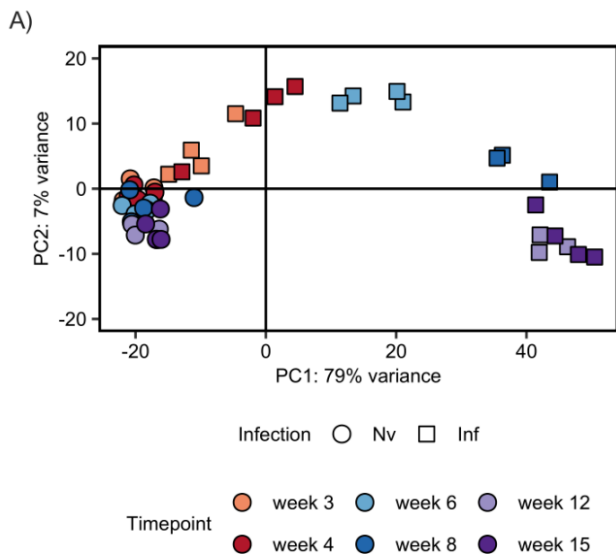 A)
20
10
0
-10
-20
PC2: 7% variance
-20 0 20 40
PC1: 79% variance
Infection Nv Inf
Timepoint
week 3 week 6 week 12
week 4 week 8 week 15